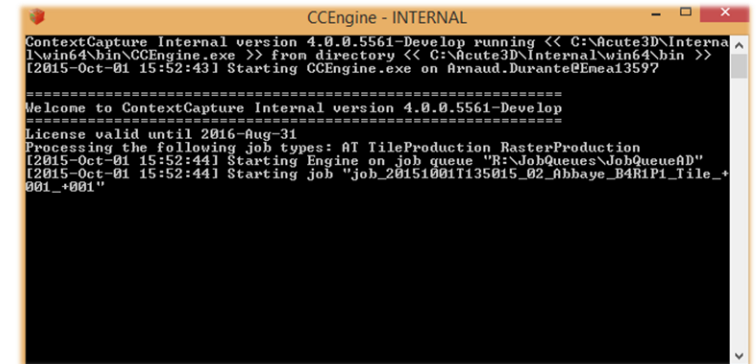 CCEngine - INTERNAL
ContextCapture Internal version 4.0.0.5561-Develop running << C:\Acute3D\Interna
l\win64\bin\CCEngine.exe >> from directory << C:\Acute3D\Internal\win64\bin >>
[2015-Oct-01 15:52:43] Starting CCEngine.exe on Arnaud.Durante@Emea13597
=============================================================
Welcome to ContextCapture Internal version 4.0.0.5561-Develop
=============================================================
License valid until 2016-Aug-31
Processing the following job types: AT TileProduction RasterProduction
[2015-Oct-01 15:52:44] Starting Engine on job queue "R:\JobQueues\JobQueueAD"
[2015-Oct-01 15:52:44] Starting job "job_20151001T135015_02_Abbaye_B4R1P1_Tile_+
001_+001"